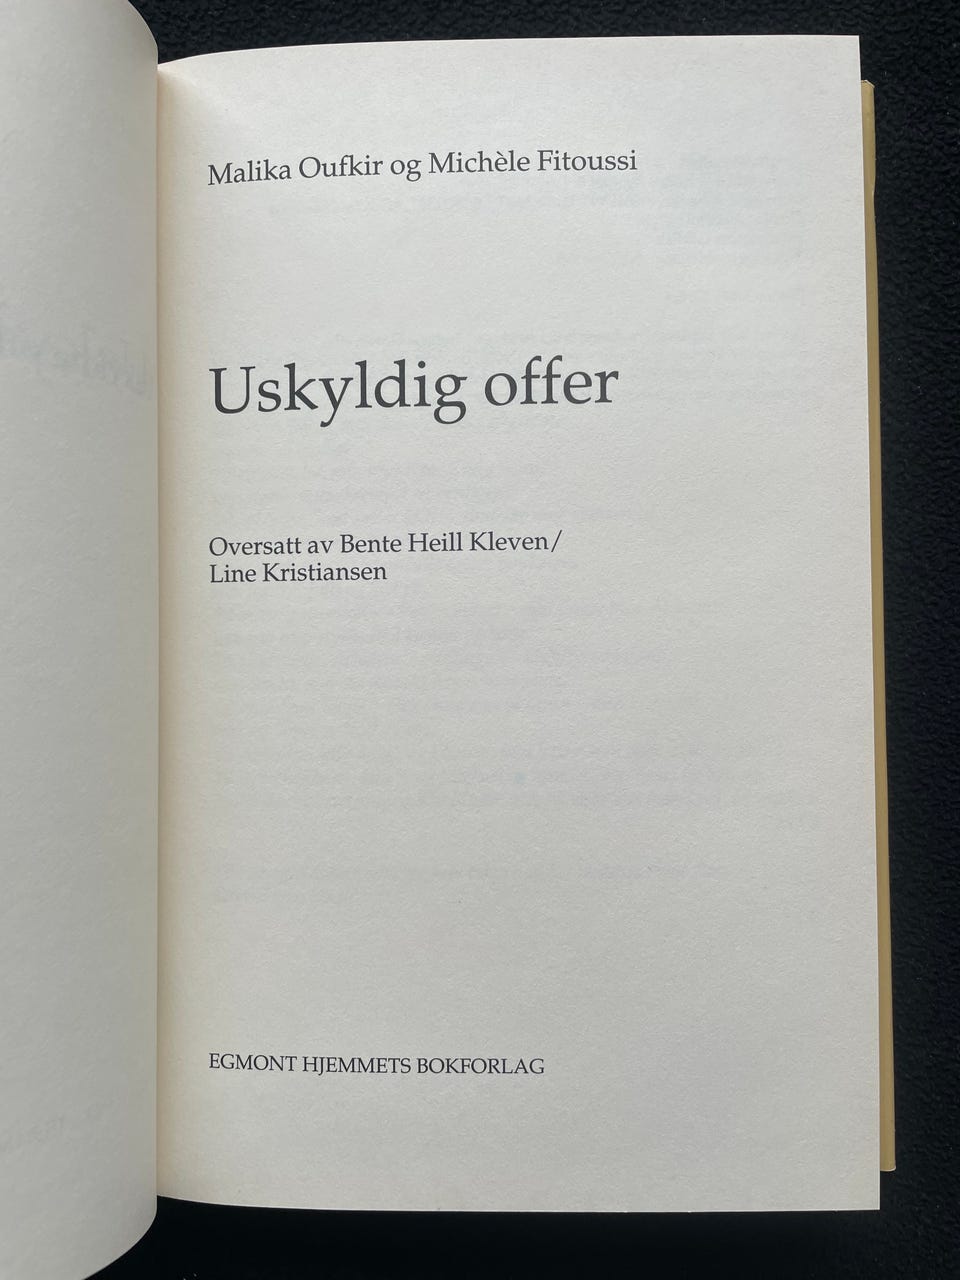 Malika Oufkir og Michèle Fitoussi
Uskyldig offer
Oversatt av Bente Heill Kleven/
Line Kristiansen
EGMONT HJEMMETS BOKFORLAG